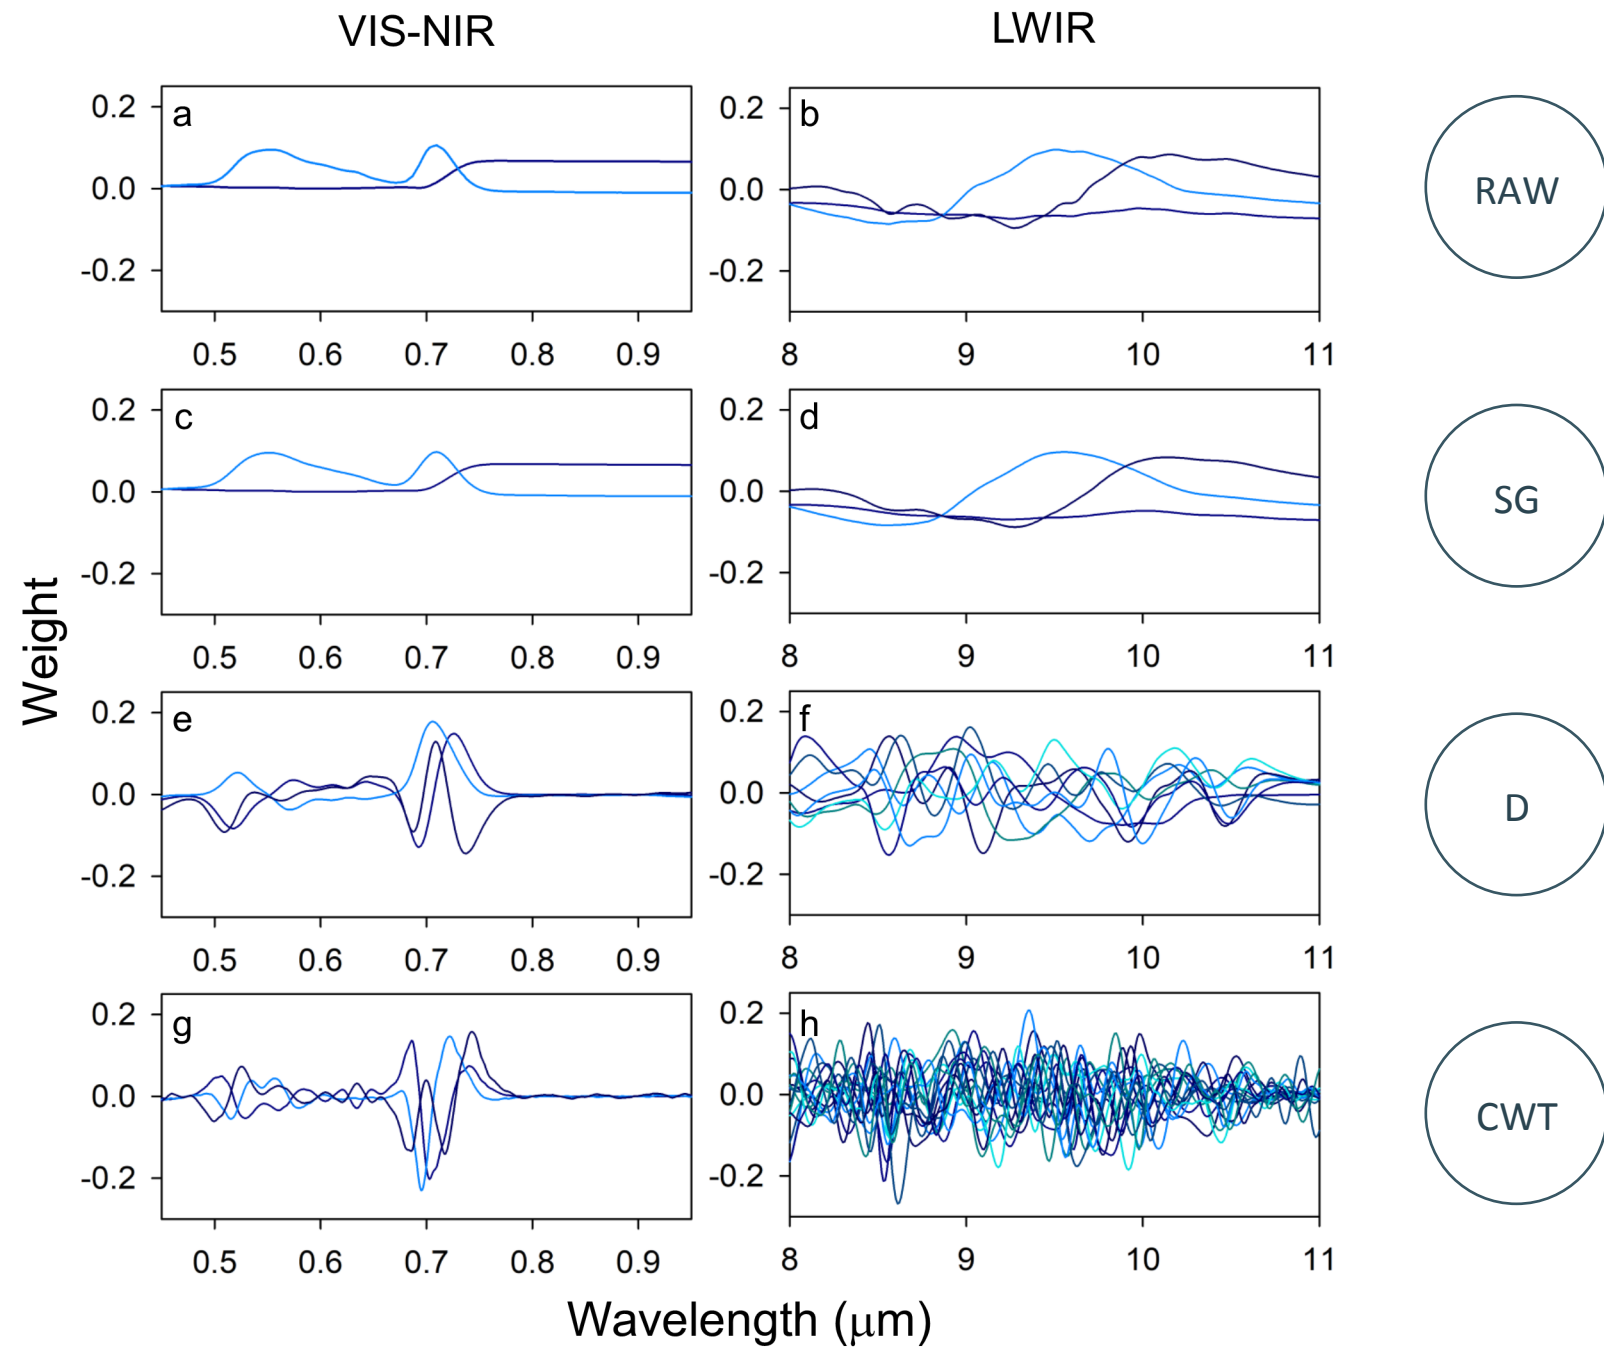 VIS-NIR LWIR
0.2 a 0.2 b
0.0 0.0 RAW
-0.2 -0.2
0.5 0.6 0.7 0.8 0.9 8 9 10 11
0.2 c 0.2 d
0.0 0.0 SG
-0.2 -0.2
0.5 0.6 0.7 0.8 0.9 8 9 10 11
Weight
0.2 e 0.2 f
0.0 0.0 D
-0.2 -0.2
0.5 0.6 0.7 0.8 0.9 8 9 10 11
0.2 g 0.2 h
0.0 0.0 CWT
-0.2 -0.2
0.5 0.6 0.7 0.8 0.9 8 9 10 11
Wavelength (μm)